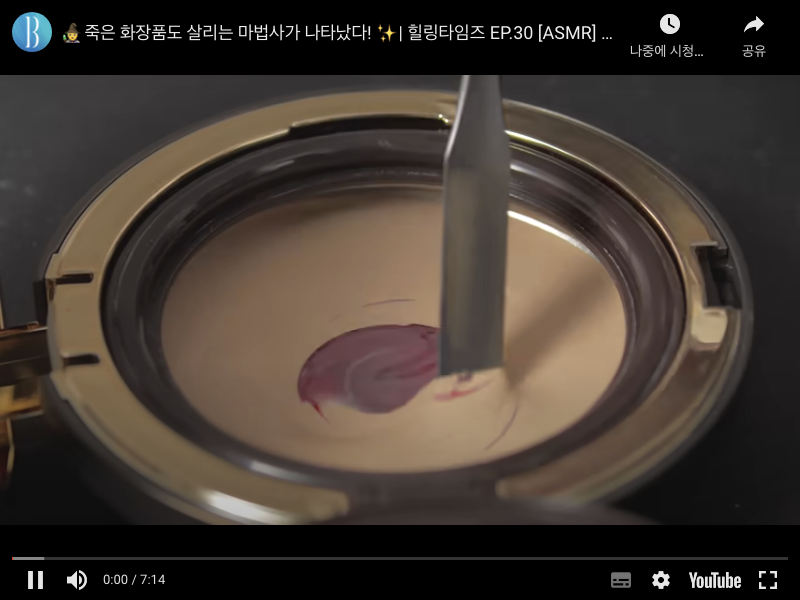 B
🧙‍♀️ 죽은 화장품도 살리는 마법사가 나타났다! ✨ | 힐링타임즈 EP.30 [ASMR] ...
나중에 시청...
공유
0:00 / 7:14
YouTube